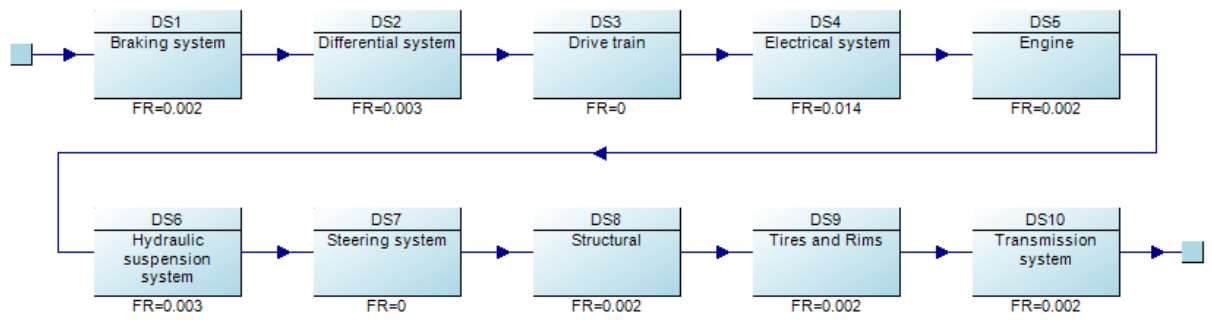 DS1
Braking system
FR=0.002
DS2
Differential system
FR=0.003
DS3
Drive train
FR=0
DS4
Electrical system
FR=0.014
DS5
Engine
FR=0.002
DS6
Hydraulic
suspension
system
FR=0.003
DS7
Steering system
FR=0
DS8
Structural
FR=0.002
DS9
Tires and Rims
FR=0.002
DS10
Transmission
system
FR=0.002